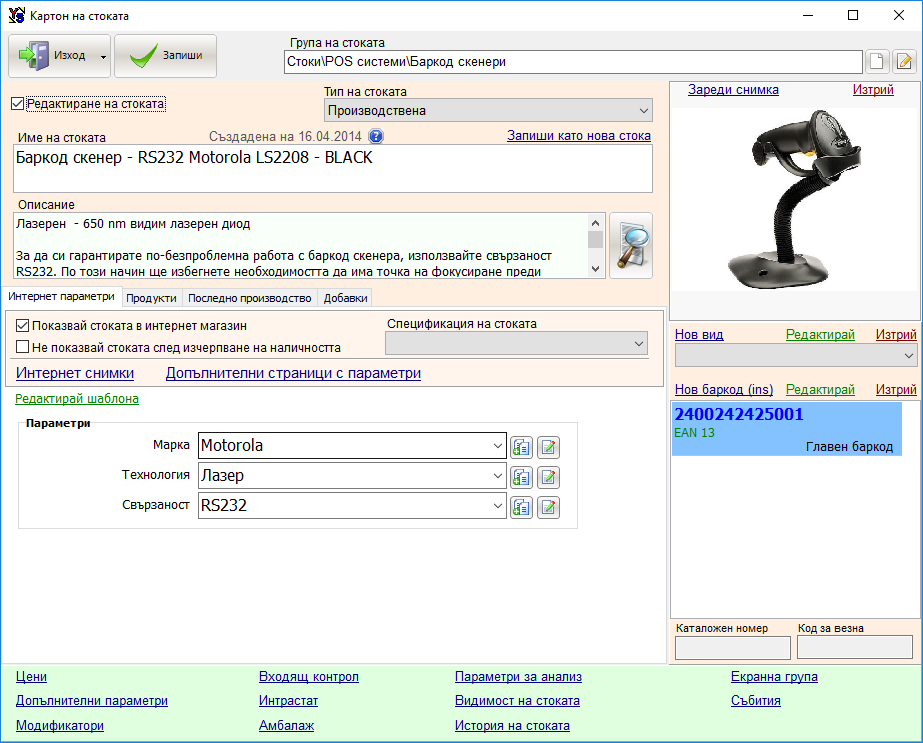 Картон на стоката
Изход
Запиши
Група на стоката
Стоки\POS системи\Баркод скенери
Редактиране на стоката
Тип на стоката
Производствена
Име на стоката
Създадена на 16.04.2014
Запиши като нова стока
Баркод скенер - RS232 Motorola LS2208 - BLACK
Описание
Лазерен - 650 nm видим лазерен диод
За да си гарантирате по-безпроблемна работа с баркод скенера, използвайте свързаност
RS232. По този начин ще избегнете необходимостта да има точка на фокусиране преди
Интернет параметри
Продукти
Последно производство
Добавки
Показвай стоката в интернет магазин
Не показвай стоката след изчерпване на наличността
Спецификация на стоката
Интернет снимки
Допълнителни страници с параметри
Редактирай шаблона
Параметри
Марка
Motorola
Технология
Лазер
Свързаност
RS232
Зареди снимка
Изтрий
Нов вид
Редактирай
Изтрий
Нов баркод (ins)
Редактирай
Изтрий
2400242425001
EAN 13
Главен баркод
Каталожен номер
Код за везна
Цени
Входящ контрол
Параметри за анализ
Екранна група
Допълнителни параметри
Интрастат
Видимост на стоката
Събития
Модификатори
Амбалаж
История на стоката